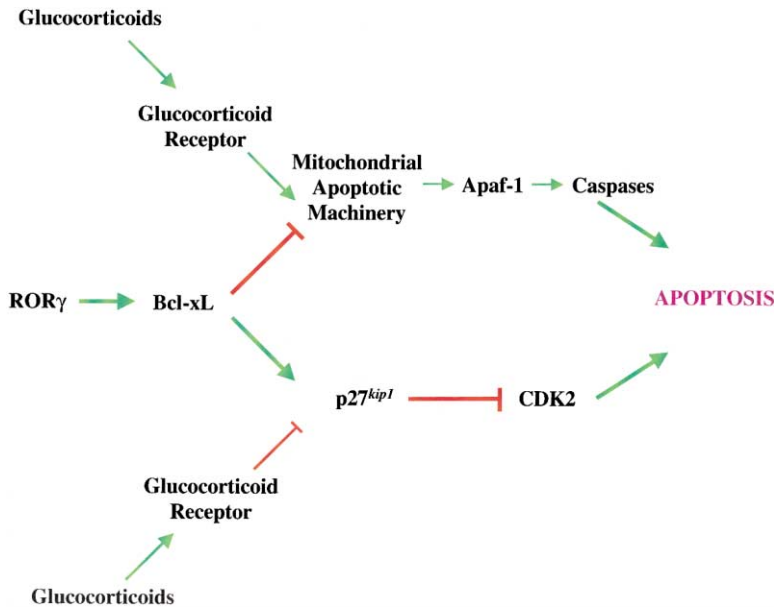 Glucocorticoids
Glucocorticoid
Receptor
Mitochondrial
Apoptotic
Machinery
Apaf-1
Caspases
RORγ
Bcl-xL
APOPTOSIS
p27kip1
CDK2
Glucocorticoid
Receptor
Glucocorticoids